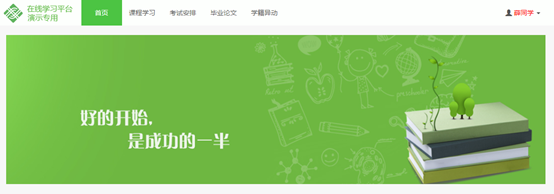 在线学习平台
演示专用
首页
课程学习
考试安排
毕业论文
学籍异动
薛同学
好的开始，
是成功的一半